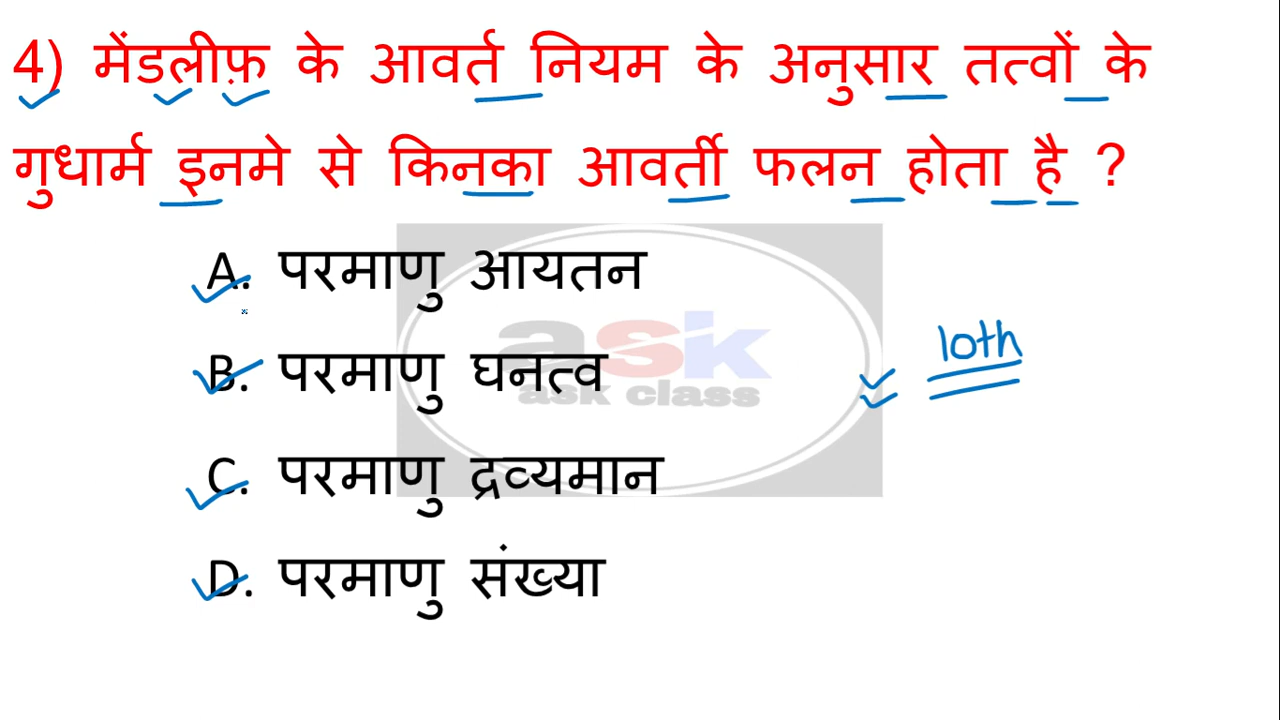 4) मेंडलीफ़ के आवर्त नियम के अनुसार तत्वों के
गुधार्म इनमे से किनका आवर्ती फलन होता है ?
A. परमाणु आयतन
B. परमाणु घनत्व
C. परमाणु द्रव्यमान
D. परमाणु संख्या
10th
ask
ask class